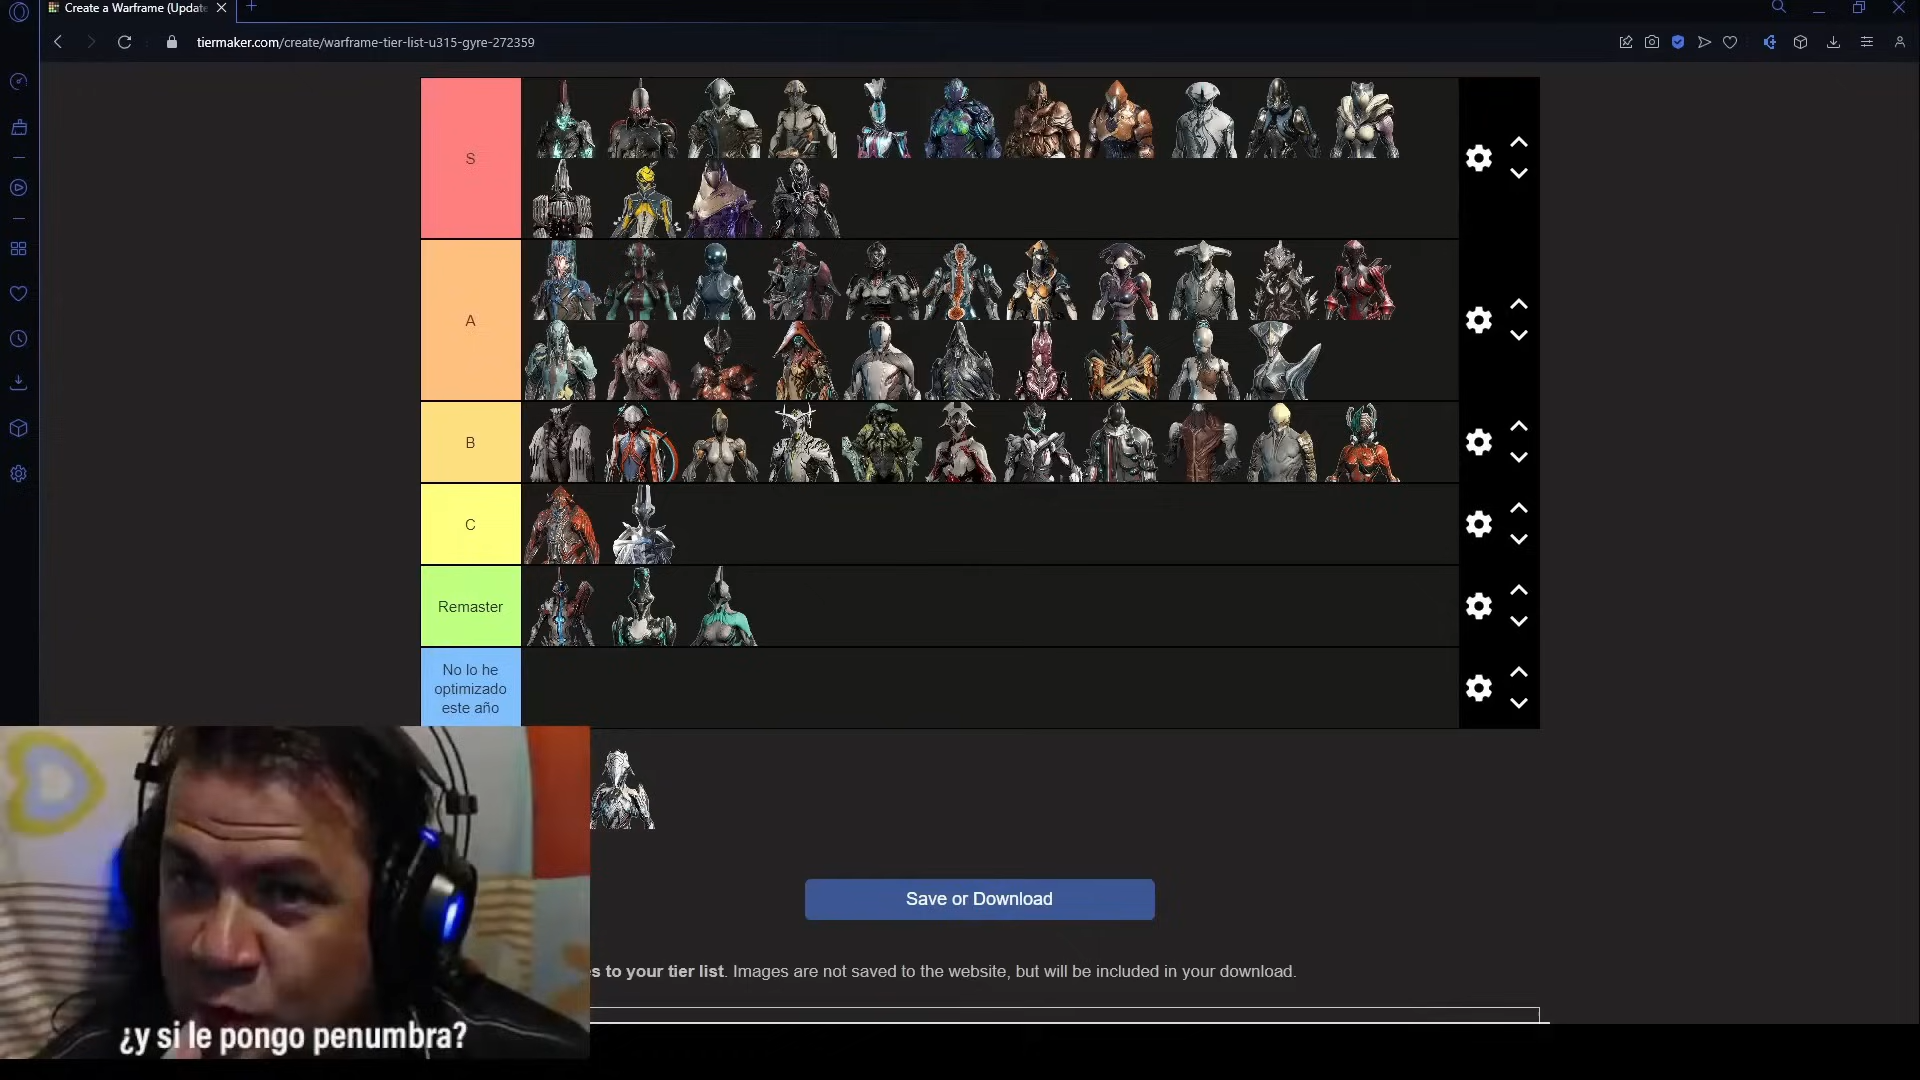 Create a Warframe (Update
tiermaker.com/create/warframe-tier-list-u315-gyre-272359
S
A
B
C
Remaster
No lo he
optimizado
este año
Save or Download
s to your tier list. Images are not saved to the website, but will be included in your download.
¿y si le pongo penumbra?